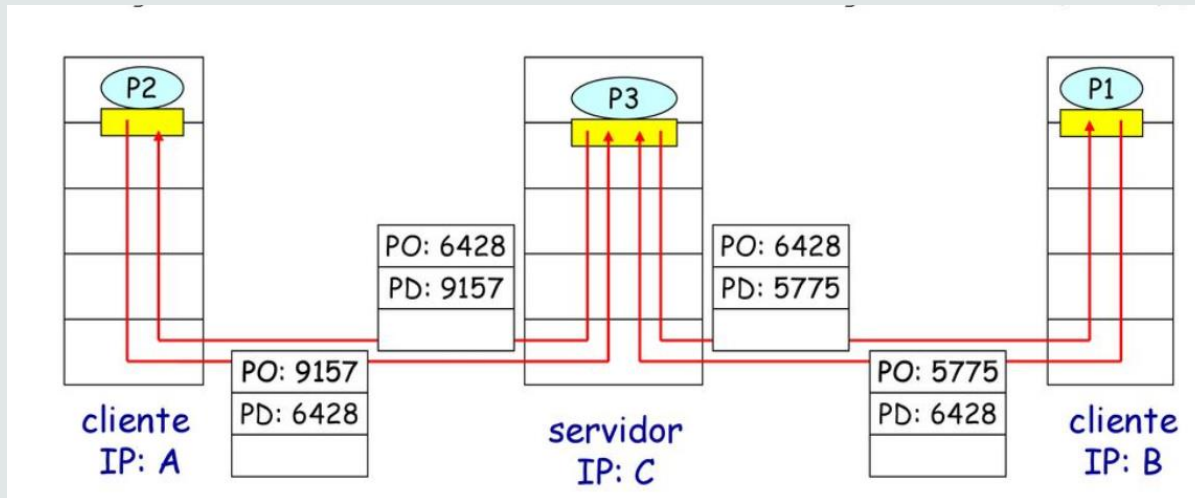 P2
P3
P1
PO: 6428
PD: 9157
PO: 6428
PD: 5775
PO: 9157
PD: 6428
PO: 5775
PD: 6428
cliente
IP: A
servidor
IP: C
cliente
IP: B